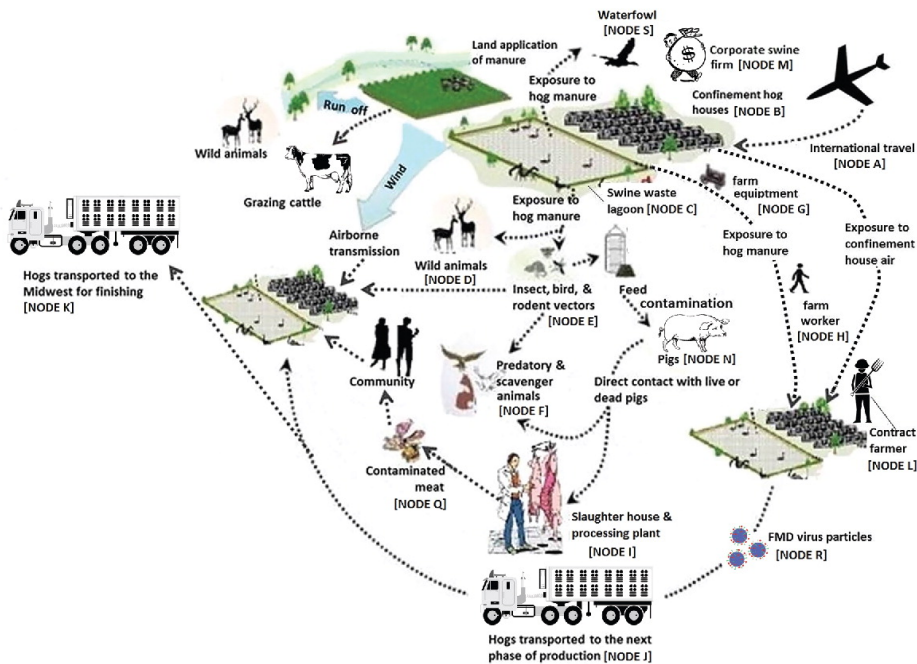 Waterfowl
[NODE S]
Land application
of manure
Corporate swine
firm [NODE M]
$
Exposure to
hog manure
Confinement hog
houses [NODE B]
Run off
International travel
[NODE A]
Wild animals
Wind
Grazing cattle
farm
equiptment
[NODE G]
Swine waste
lagoon [NODE C]
Exposure to
hog manure
Exposure to
hog manure
Exposure to
confinement
house air
Airborne
transmission
Wild animals
[NODE D]
Hogs transported to the
Midwest for finishing
[NODE K]
Insect, bird, &
rodent vectors
[NODE E]
Feed
contamination
farm
worker
[NODE H]
Pigs [NODE N]
Community
Predatory &
scavenger
animals
[NODE F]
Direct contact with live or
dead pigs
Contract
farmer
[NODE L]
Contaminated
meat
[NODE Q]
Slaughter house &
processing plant
[NODE I]
FMD virus particles
[NODE R]
Hogs transported to the next
phase of production [NODE J]